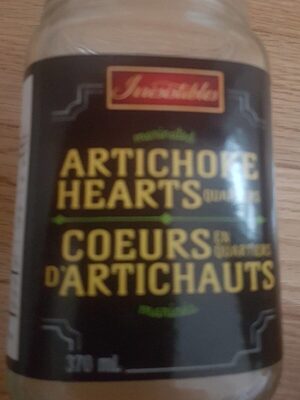 Irresistibles
marinated
ARTICHOKE
HEARTS QUARTERS
COEURS EN QUARTIERS
D'ARTICHAUTS
marinés
370 mL